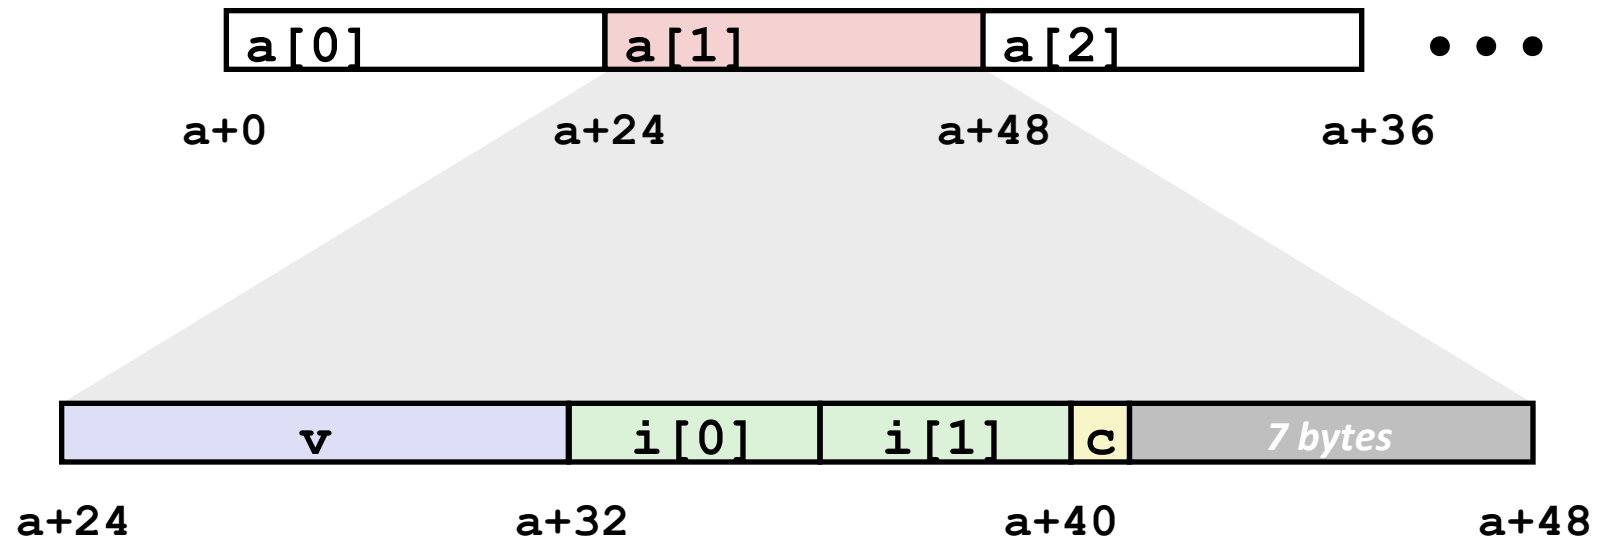 a[0] a[1] a[2] •••
a+0 a+24 a+48 a+36
v i[0] i[1] c 7 bytes
a+24 a+32 a+40 a+48